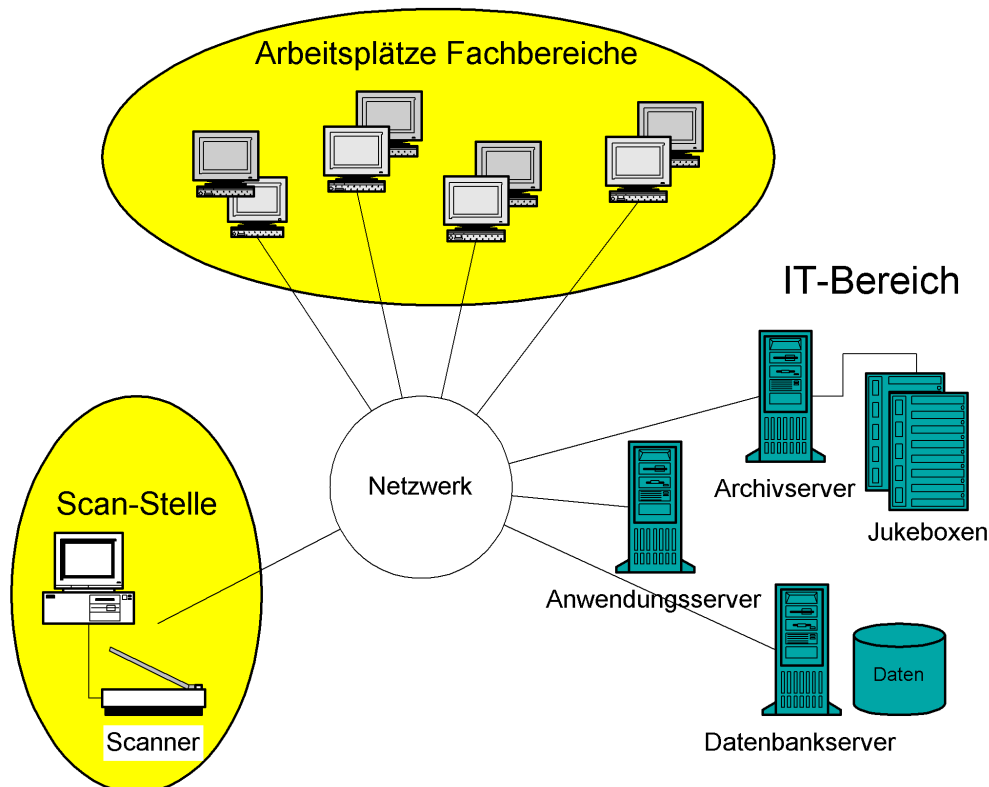 Arbeitsplätze Fachbereiche
IT-Bereich
Netzwerk
Archivserver
Scan-Stelle
Jukeboxen
Anwendungsserver
Daten
Scanner
Datenbankserver